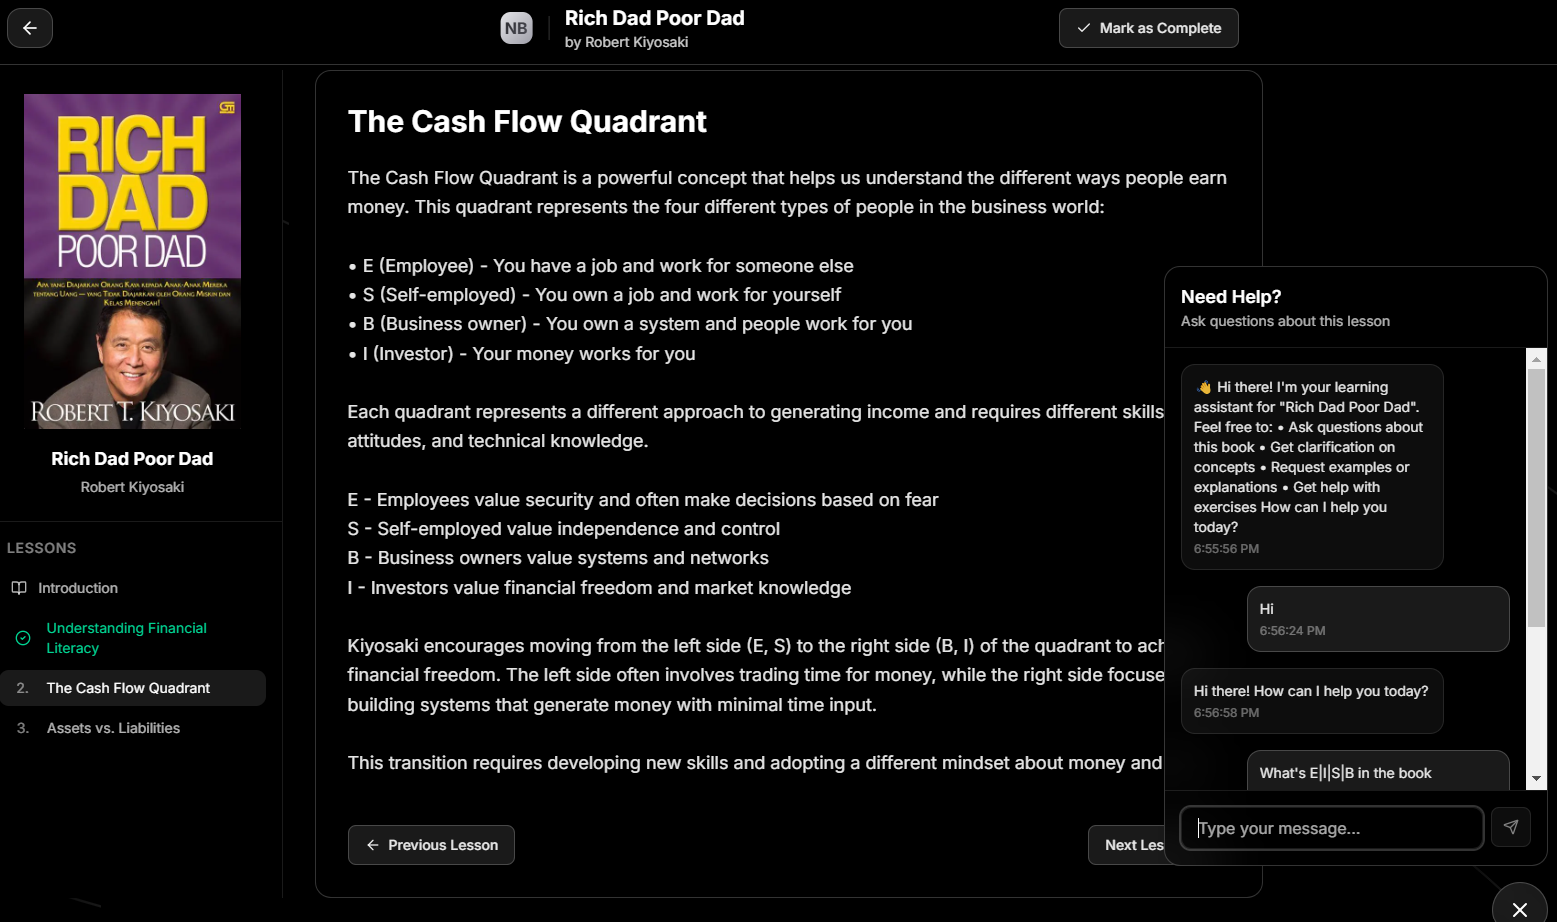 NB
Rich Dad Poor Dad
by Robert Kiyosaki
Mark as Complete
RICH
DAD
POOR DAD
APA YANG DIAJARKAN ORANG KAYA KEPADA ANAK-ANAK MEREKA
TENTANG UANG — YANG TIDAK DIAJARKAN OLEH ORANG MISKIN DAN
KELAS MENENGAH!
ROBERT T. KIYOSAKI
Rich Dad Poor Dad
Robert Kiyosaki
LESSONS
Introduction
Understanding Financial
Literacy
2. The Cash Flow Quadrant
3. Assets vs. Liabilities
The Cash Flow Quadrant
The Cash Flow Quadrant is a powerful concept that helps us understand the different ways people earn
money. This quadrant represents the four different types of people in the business world:
• E (Employee) - You have a job and work for someone else
• S (Self-employed) - You own a job and work for yourself
• B (Business owner) - You own a system and people work for you
• I (Investor) - Your money works for you
Each quadrant represents a different approach to generating income and requires different skills
attitudes, and technical knowledge.
E - Employees value security and often make decisions based on fear
S - Self-employed value independence and control
B - Business owners value systems and networks
I - Investors value financial freedom and market knowledge
Kiyosaki encourages moving from the left side (E, S) to the right side (B, I) of the quadrant to ach
financial freedom. The left side often involves trading time for money, while the right side focuse
building systems that generate money with minimal time input.
This transition requires developing new skills and adopting a different mindset about money and
Previous Lesson
Next Les
Need Help?
Ask questions about this lesson
👋 Hi there! I'm your learning
assistant for "Rich Dad Poor Dad".
Feel free to: • Ask questions about
this book • Get clarification on
concepts • Request examples or
explanations • Get help with
exercises How can I help you
today?
6:55:56 PM
Hi
6:56:24 PM
Hi there! How can I help you today?
6:56:58 PM
What's E|I|S|B in the book
Type your message...